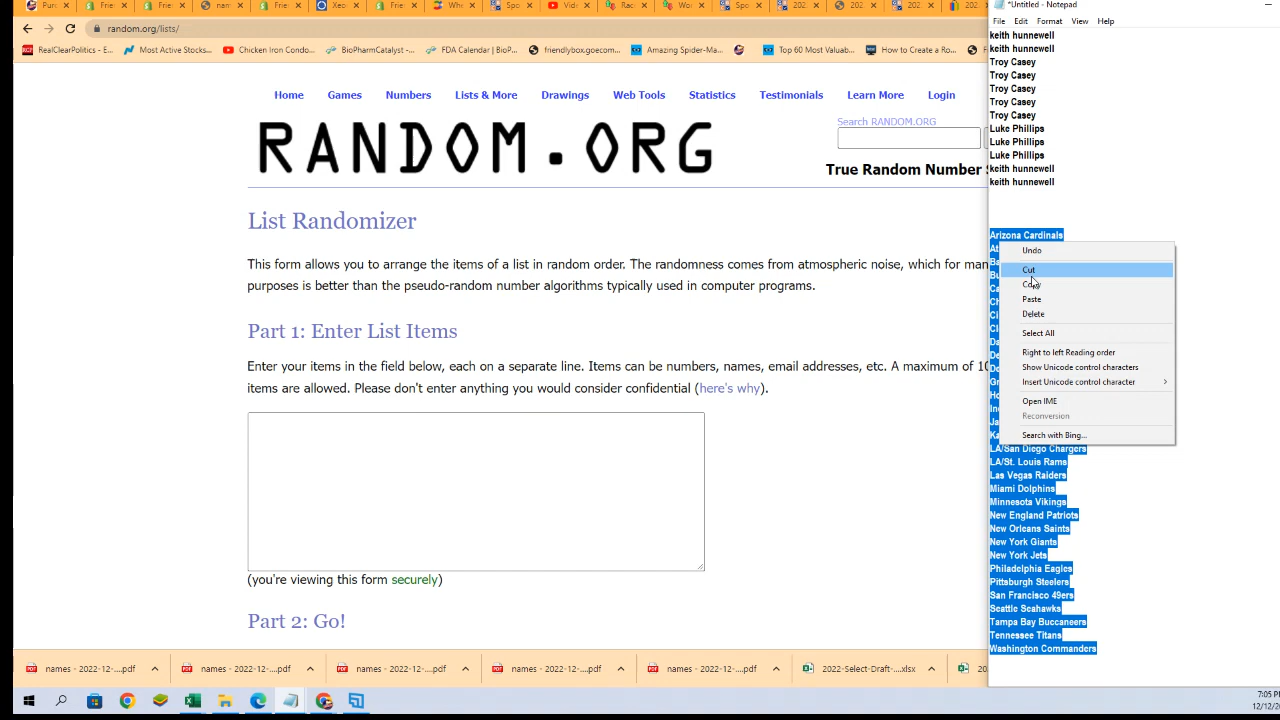 *Untitled - Notepad
random.org/lists/
RealClearPolitics - E...
Most Active Stocks...
Chicken Iron Condo...
BioPharmCatalyst -...
FDA Calendar | BioP...
friendlybox.goecom...
Amazing Spider-Ma...
Top 60 Most Valuab...
How to Create a Ro...
File Edit Format View Help
Home Games Numbers Lists & More Drawings Web Tools Statistics Testimonials Learn More Login
RANDOM.ORG
Search RANDOM.ORG
True Random Number S
List Randomizer
This form allows you to arrange the items of a list in random order. The randomness comes from atmospheric noise, which for man
purposes is better than the pseudo-random number algorithms typically used in computer programs.
Part 1: Enter List Items
Enter your items in the field below, each on a separate line. Items can be numbers, names, email addresses, etc. A maximum of 10
items are allowed. Please don't enter anything you would consider confidential (here's why).
(you're viewing this form securely)
Part 2: Go!
keith hunnewell
keith hunnewell
Troy Casey
Troy Casey
Troy Casey
Troy Casey
Troy Casey
Luke Phillips
Luke Phillips
Luke Phillips
keith hunnewell
keith hunnewell
Arizona Cardinals
Undo
Cut
Copy
Paste
Delete
Select All
Right to left Reading order
Show Unicode control characters
Insert Unicode control character
Open IME
Reconversion
Search with Bing...
LA/San Diego Chargers
LA/St. Louis Rams
Las Vegas Raiders
Miami Dolphins
Minnesota Vikings
New England Patriots
New Orleans Saints
New York Giants
New York Jets
Philadelphia Eagles
Pittsburgh Steelers
San Francisco 49ers
Seattle Seahawks
Tampa Bay Buccaneers
Tennessee Titans
Washington Commanders
names - 2022-12-....pdf
names - 2022-12-....pdf
names - 2022-12-....pdf
names - 2022-12-....pdf
names - 2022-12-....pdf
2022-Select-Draft-....xlsx
7:05 P
12/12/2